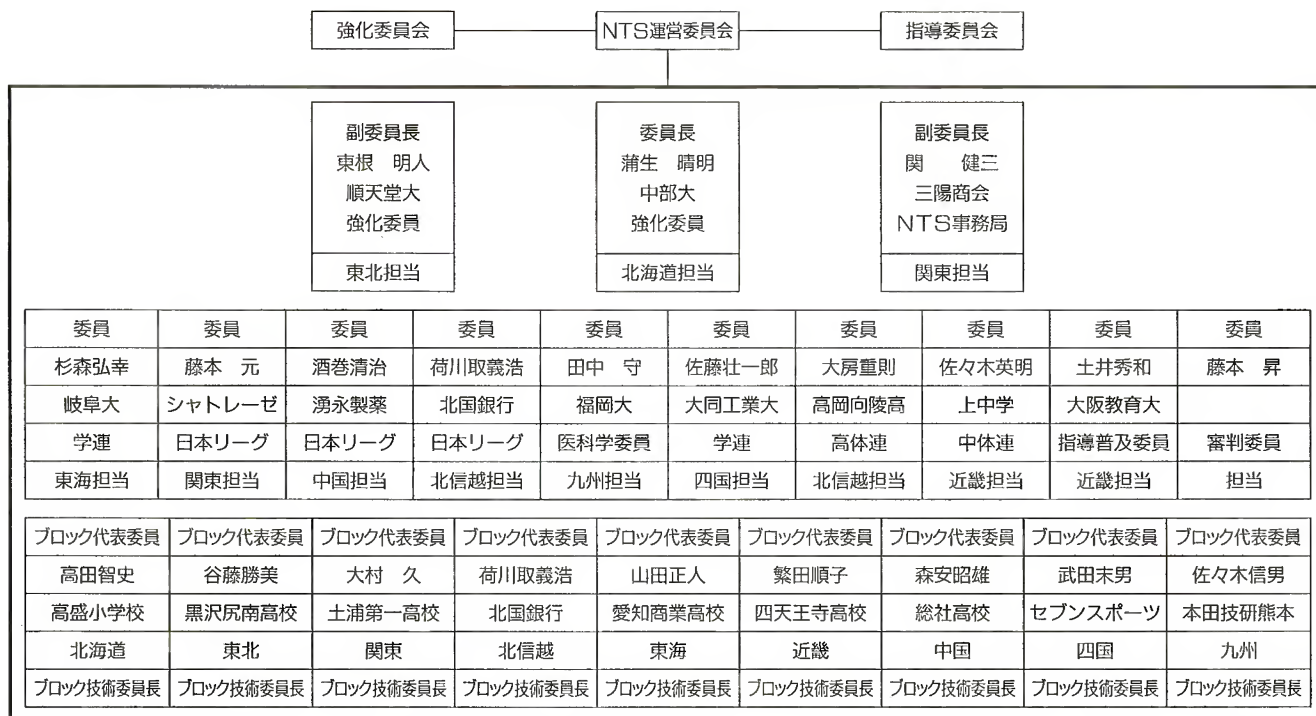 強化委員会 NTS運営委員会 指導委員会
副委員長 委員長 副委員長
東根 明人 蒲生 晴明 関 健三
順天堂大 中部大 三陽商会
強化委員 強化委員 NTS事務局
東北担当 北海道担当 関東担当
委員 委員 委員 委員 委員 委員 委員 委員 委員 委員
杉森弘幸 藤本 元 酒巻清治 荷川取義浩 田中 守 佐藤壮一郎 大房重則 佐々木英明 土井秀和 藤本 昇
岐阜大 シャトレーゼ 湧永製薬 北国銀行 福岡大 大同工業大 高岡向陵高 上中学 大阪教育大
学連 日本リーグ 日本リーグ 日本リーグ 医科学委員 学連 高体連 中体連 指導普及委員 審判委員
東海担当 関東担当 中国担当 北信越担当 九州担当 四国担当 北信越担当 近畿担当 近畿担当 担当
ブロック代表委員 ブロック代表委員 ブロック代表委員 ブロック代表委員 ブロック代表委員 ブロック代表委員 ブロック代表委員 ブロック代表委員 ブロック代表委員
高田智史 谷藤勝美 大村 久 荷川取義浩 山田正人 繁田順子 森安昭雄 武田末男 佐々木信男
高盛小学校 黒沢尻南高校 土浦第一高校 北国銀行 愛知商業高校 四天王寺高校 総社高校 セブンスポーツ 本田技研熊本
北海道 東北 関東 北信越 東海 近畿 中国 四国 九州
ブロック技術委員長 ブロック技術委員長 ブロック技術委員長 ブロック技術委員長 ブロック技術委員長 ブロック技術委員長 ブロック技術委員長 ブロック技術委員長 ブロック技術委員長